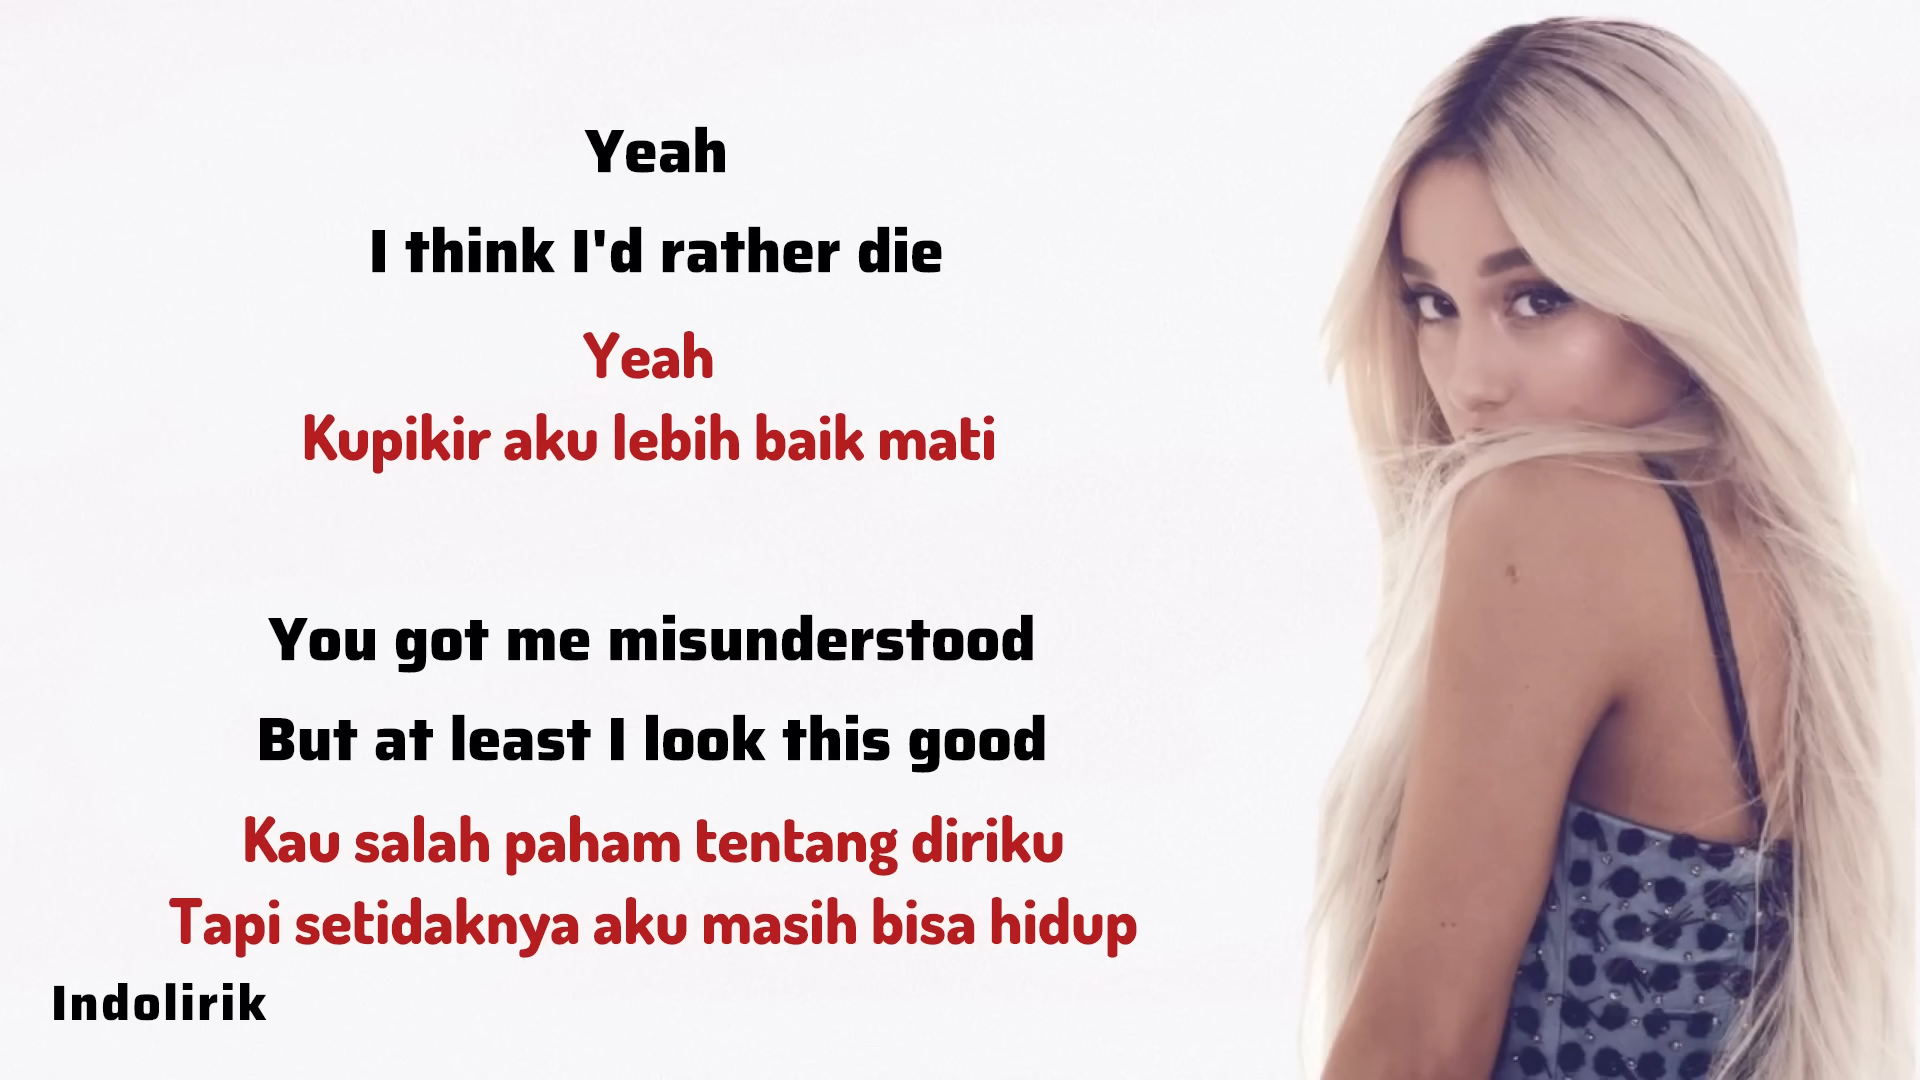 Yeah
I think I'd rather die
Yeah
Kupikir aku lebih baik mati
You got me misunderstood
But at least I look this good
Kau salah paham tentang diriku
Tapi setidaknya aku masih bisa hidup
Indolirik